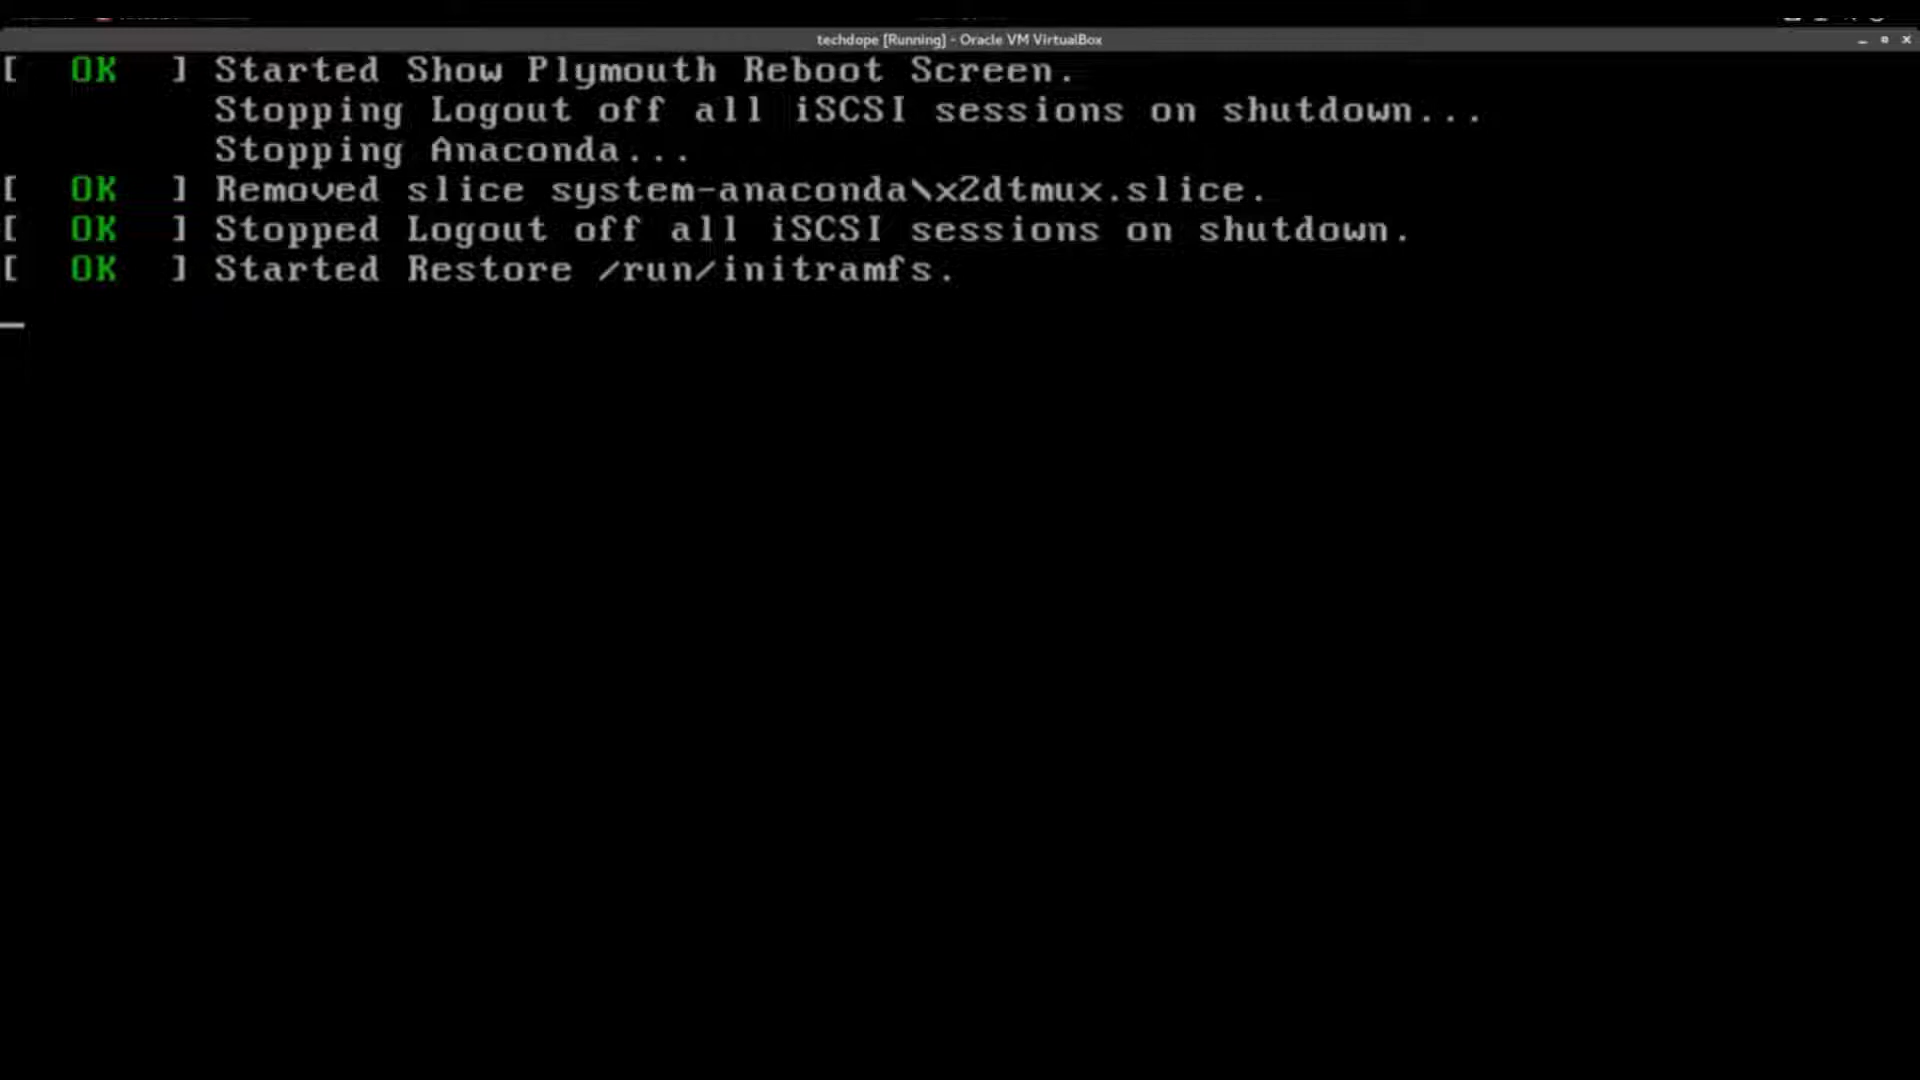 techdope [Running] - Oracle VM VirtualBox
[ OK ] Started Show Plymouth Reboot Screen.
Stopping Logout off all iSCSI sessions on shutdown...
Stopping Anaconda...
[ OK ] Removed slice system-anaconda\x2dtmux.slice.
[ OK ] Stopped Logout off all iSCSI sessions on shutdown.
[ OK ] Started Restore /run/initramfs.